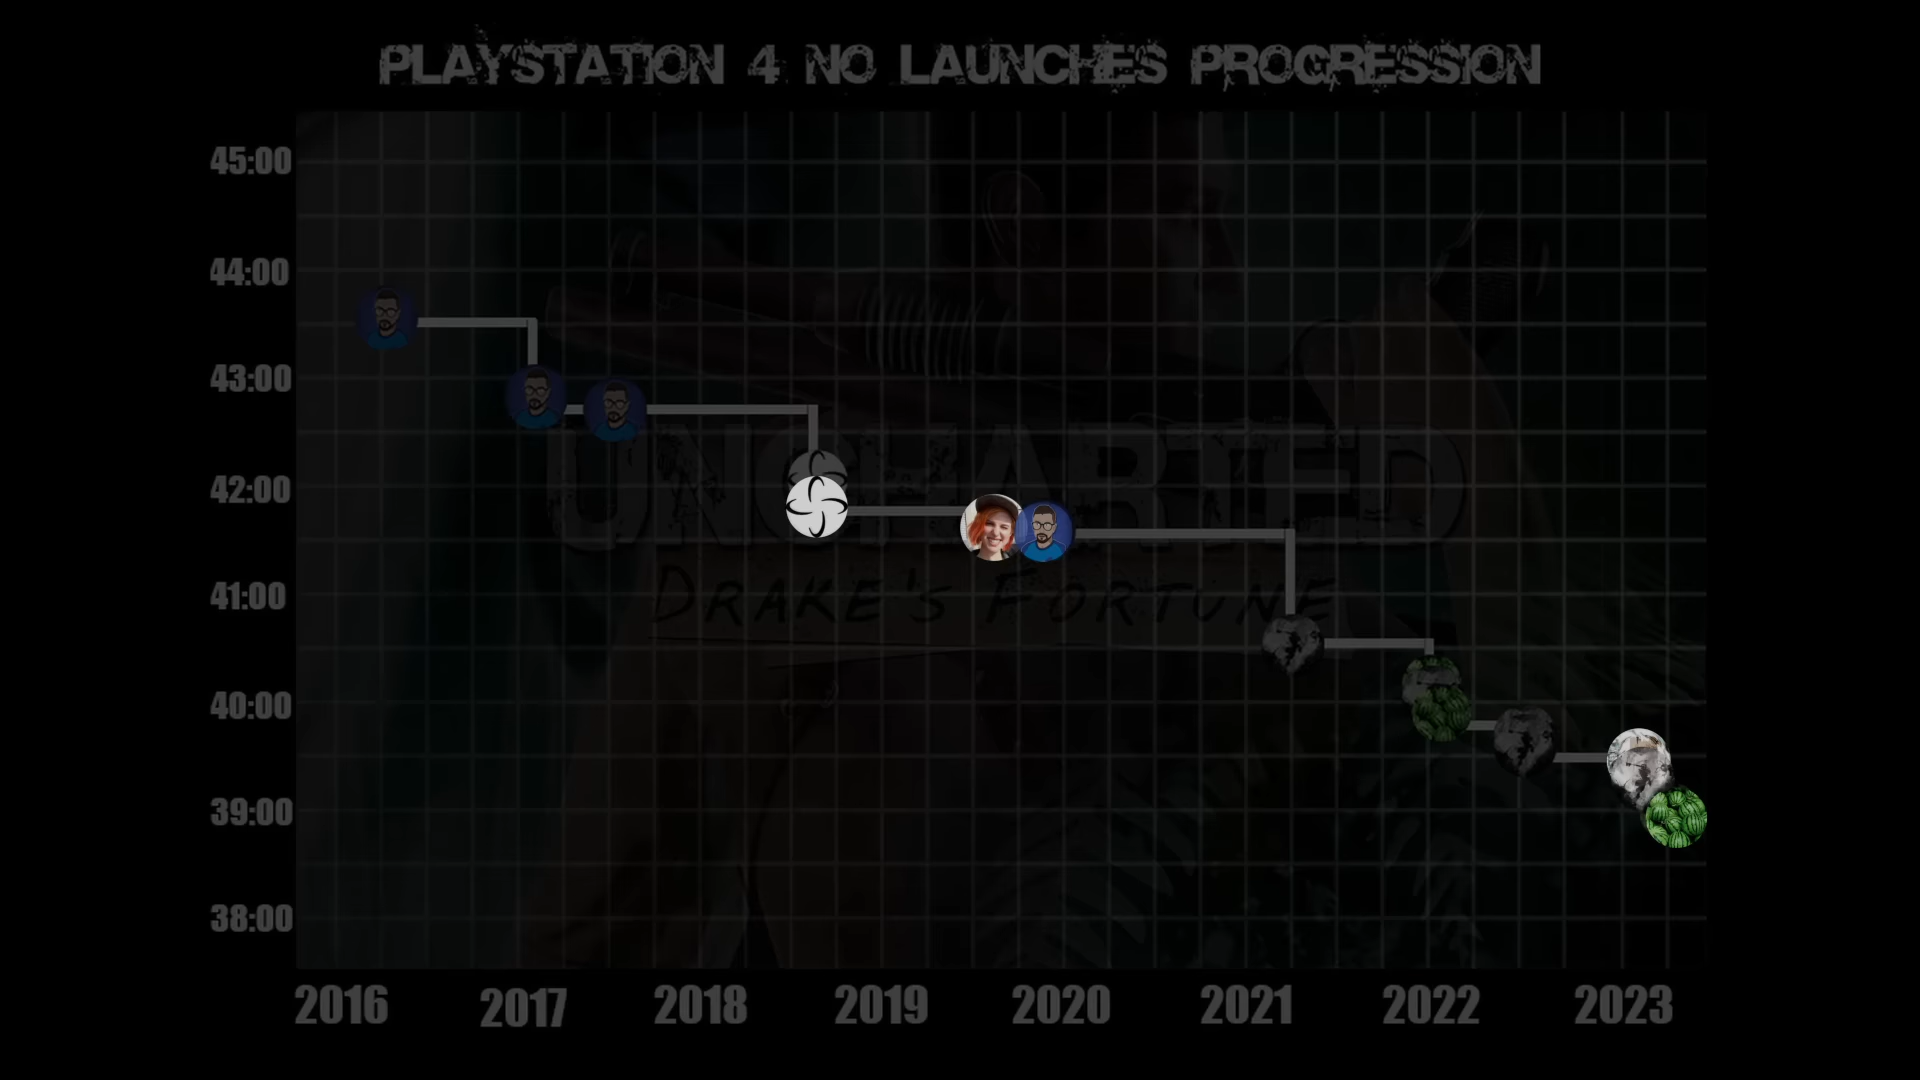 PLAYSTATION 4 NO LAUNCHES PROGRESSION
45:00
44:00
43:00
42:00
41:00
40:00
39:00
38:00
UNCHARTED
DRAKE'S FORTUNE
2016 2017 2018 2019 2020 2021 2022 2023